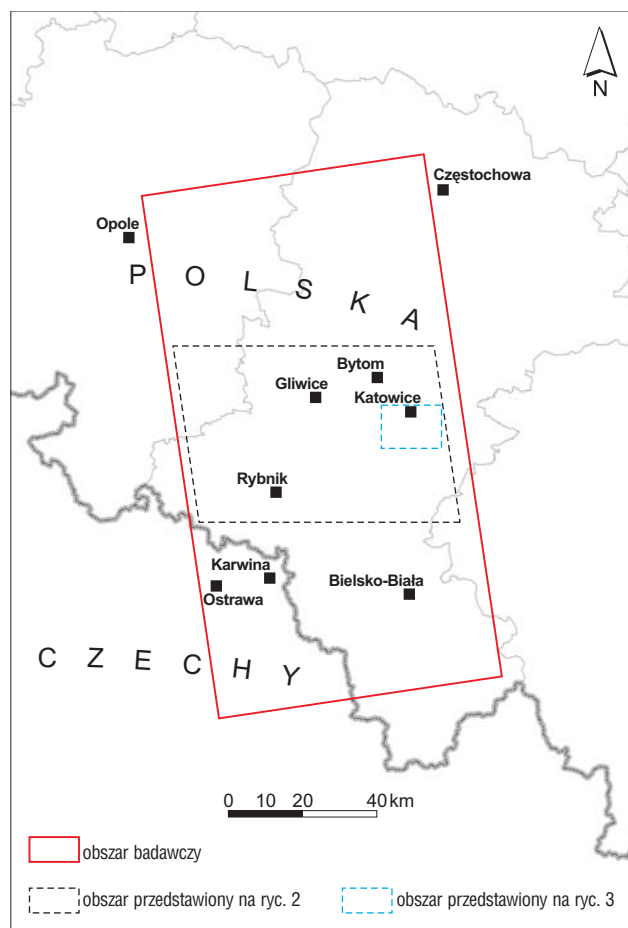 N
Częstochowa
Opole
P O L S K A
Bytom
Gliwice
Katowice
Rybnik
Karwina
Ostrawa
Bielsko-Biała
C Z E C H Y
0 10 20 40 km
obszar badawczy
obszar przedstawiony na ryc. 2
obszar przedstawiony na ryc. 3